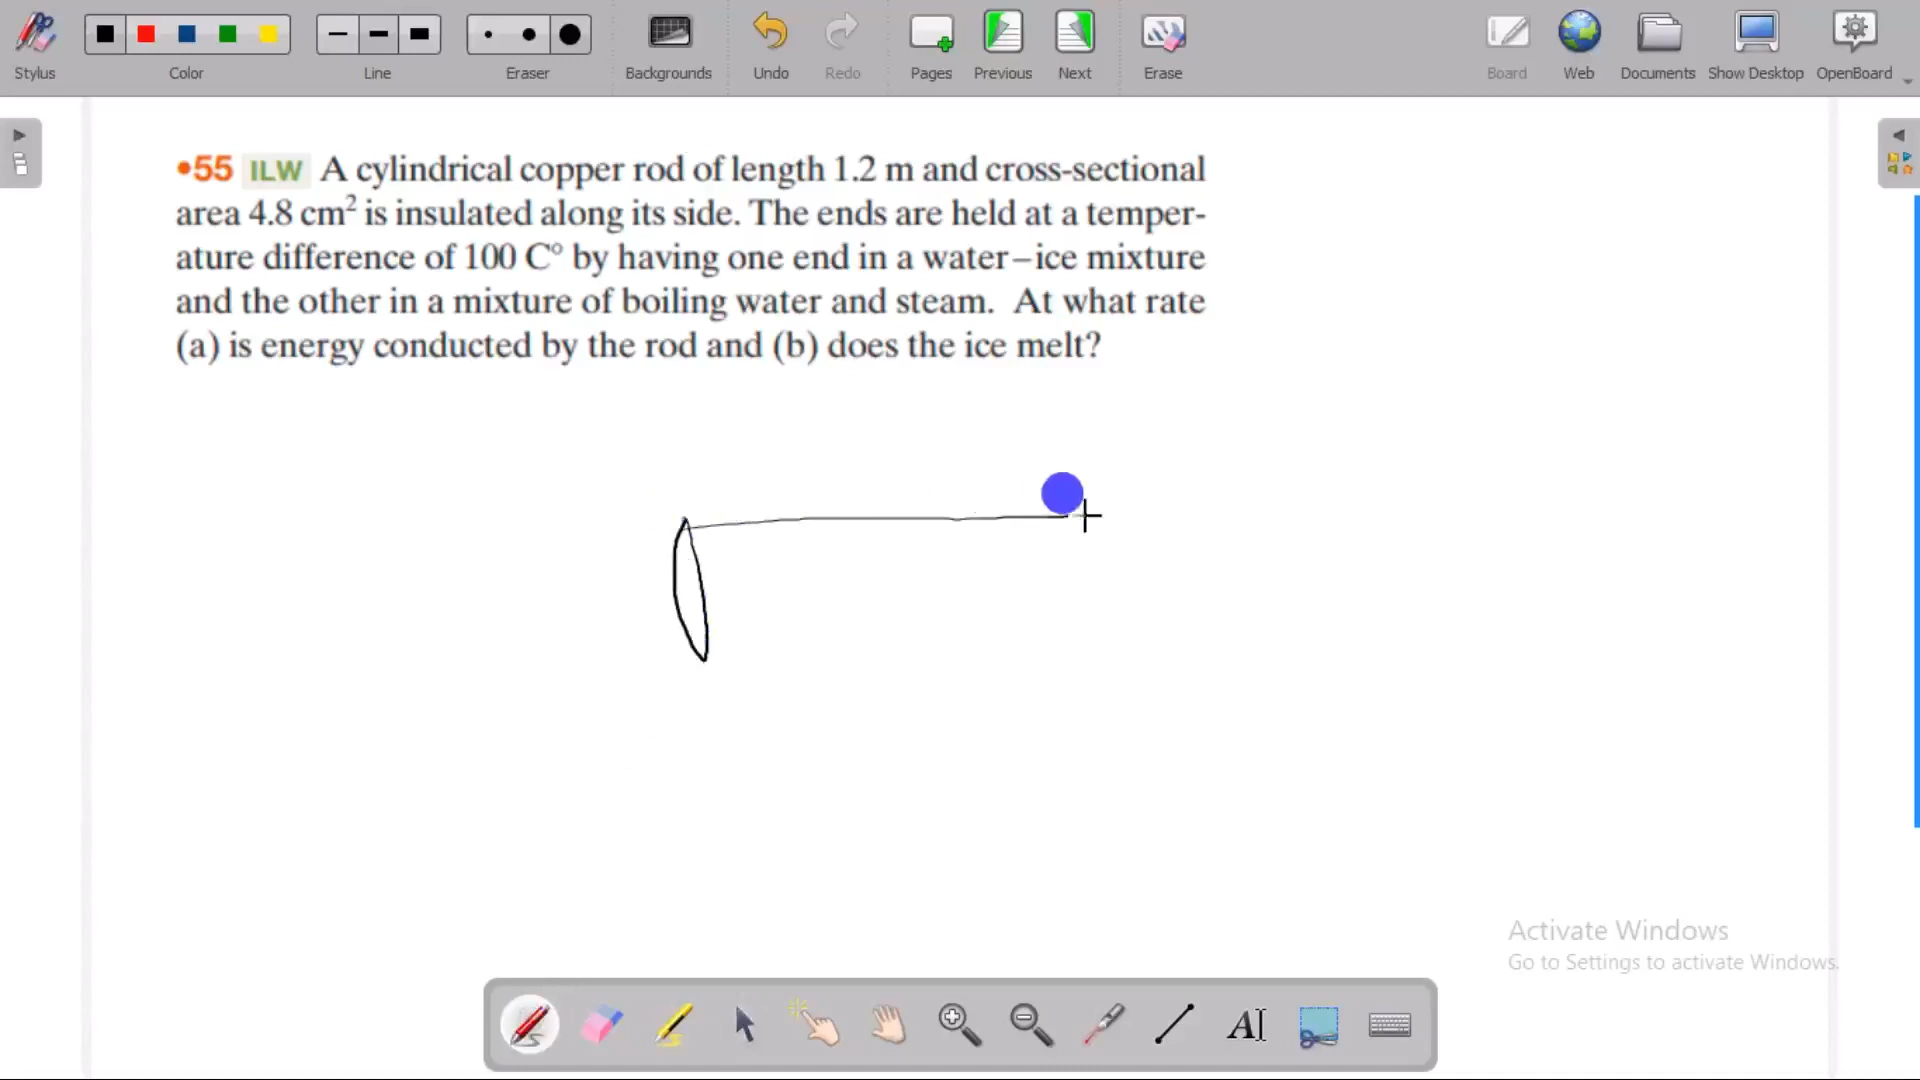 Stylus
Color
Line
Eraser
Backgrounds
Undo
Redo
Pages
Previous
Next
Erase
Board
Web
Documents
Show Desktop
OpenBoard
•55 ILW A cylindrical copper rod of length 1.2 m and cross-sectional
area 4.8 cm² is insulated along its side. The ends are held at a temper-
ature difference of 100 C° by having one end in a water–ice mixture
and the other in a mixture of boiling water and steam. At what rate
(a) is energy conducted by the rod and (b) does the ice melt?
Activate Windows
Go to Settings to activate Windows.
AI